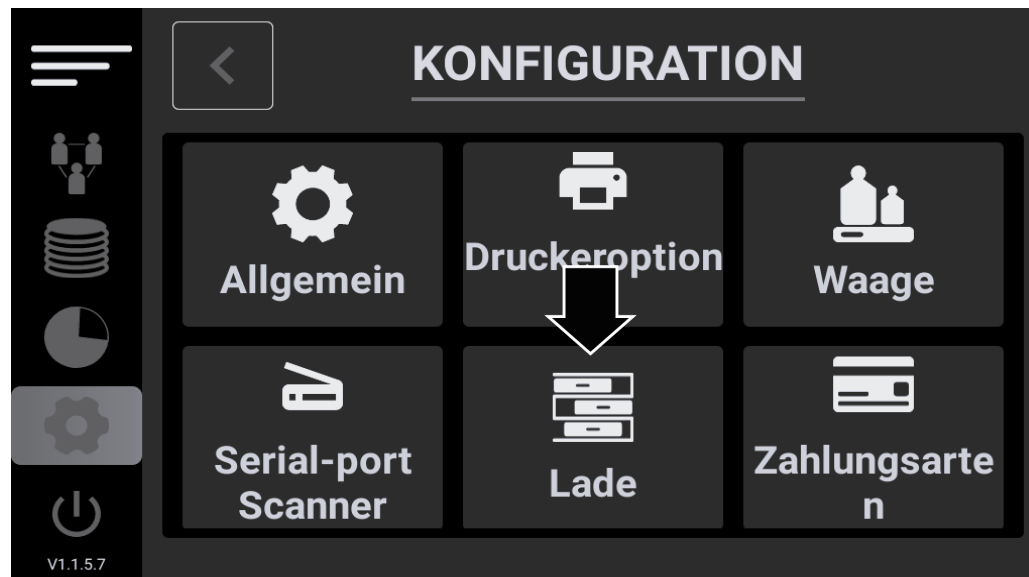 KONFIGURATION
Allgemein
Druckeroption
Waage
Serial-port
Scanner
Lade
Zahlungsarte
n
V1.1.5.7